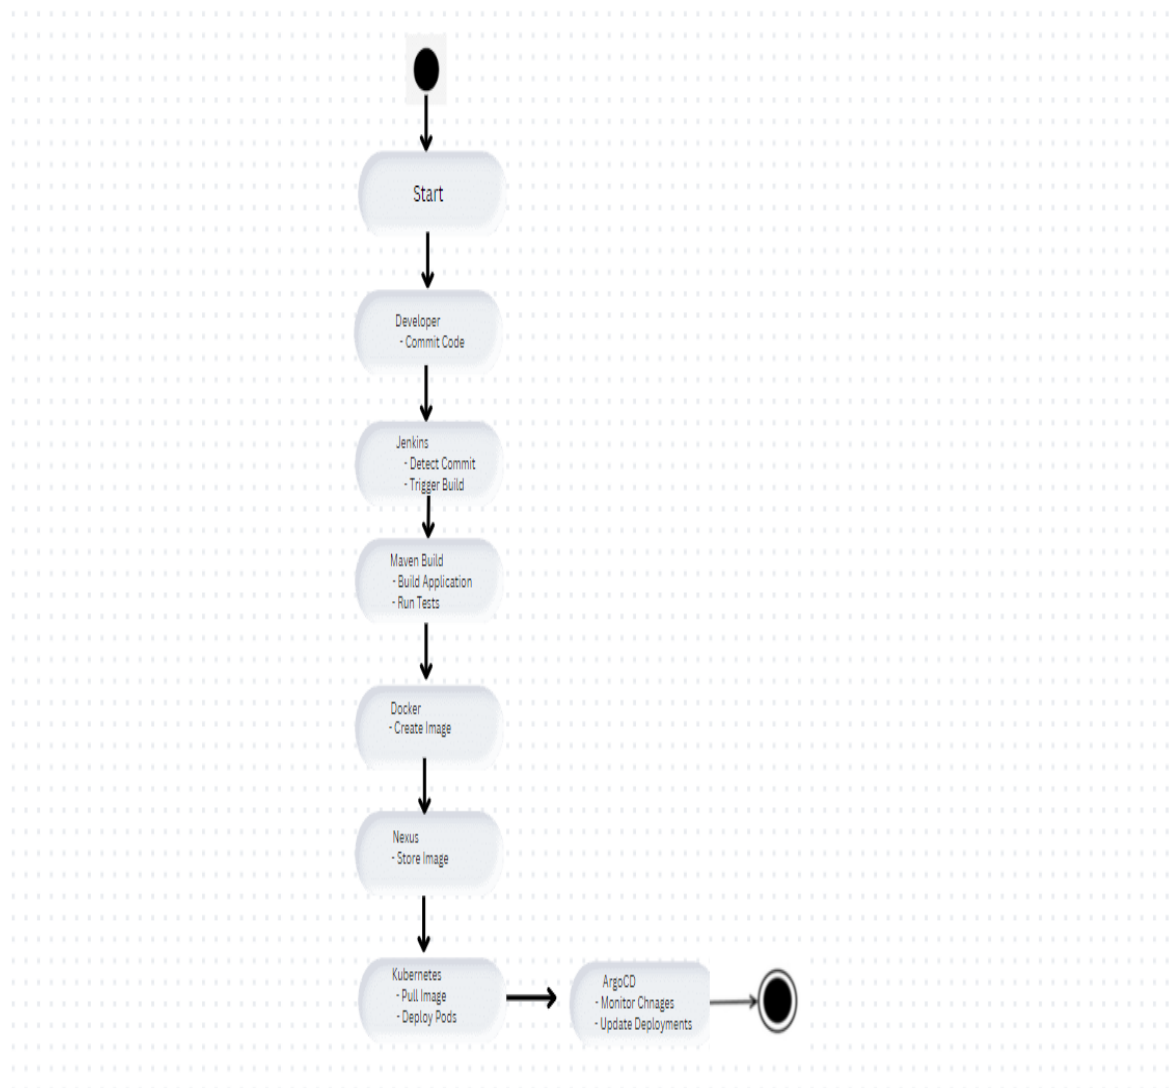 Start
Developer
- Commit Code
Jenkins
- Detect Commit
- Trigger Build
Maven Build
- Build Application
- Run Tests
Docker
- Create Image
Nexus
- Store Image
Kubernetes
- Pull Image
- Deploy Pods
ArgoCD
- Monitor Chnages
- Update Deployments